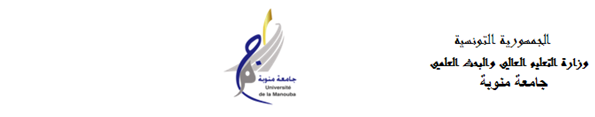 الجمهورية التونسية
وزارة التعليم العالي والبحث العلمي
جامعة منوبة
جامعة منوبة
Université
de la Manouba